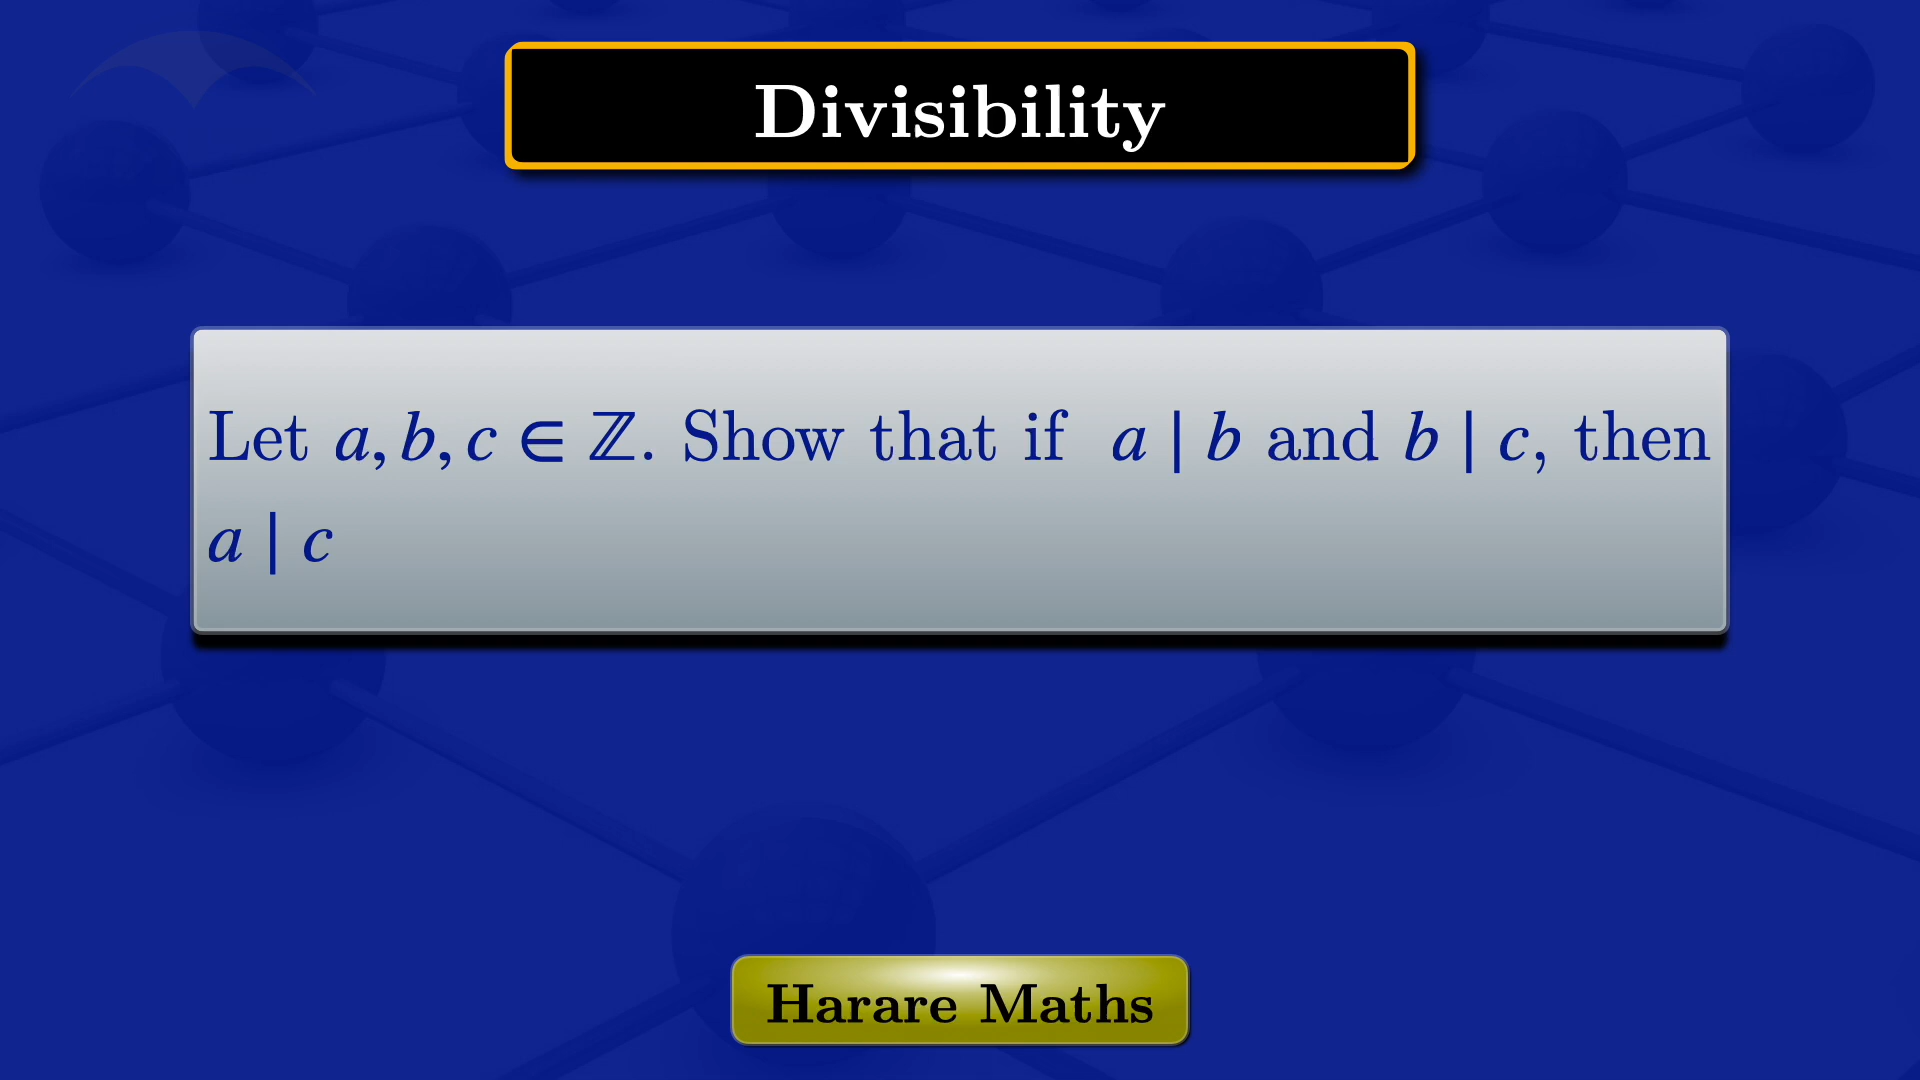 Divisibility
Let a, b, c ∈ ℤ. Show that if a | b and b | c, then
a | c
Harare Maths